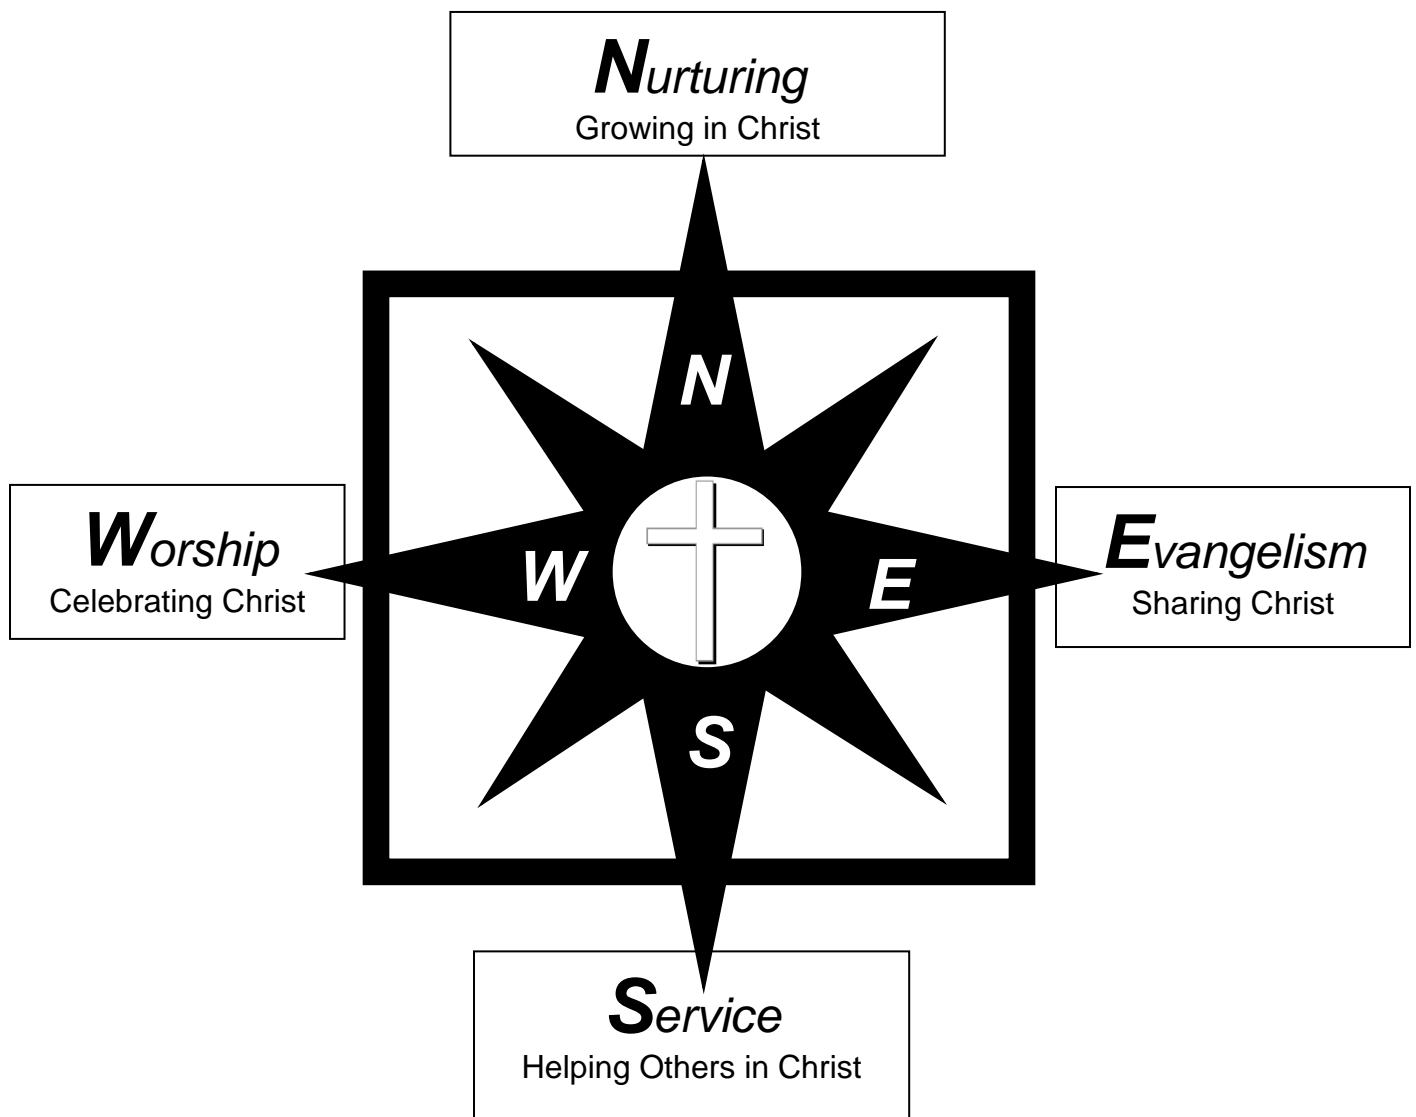 Nurturing
Growing in Christ
N
Worship
Celebrating Christ
W
E
Evangelism
Sharing Christ
S
Service
Helping Others in Christ